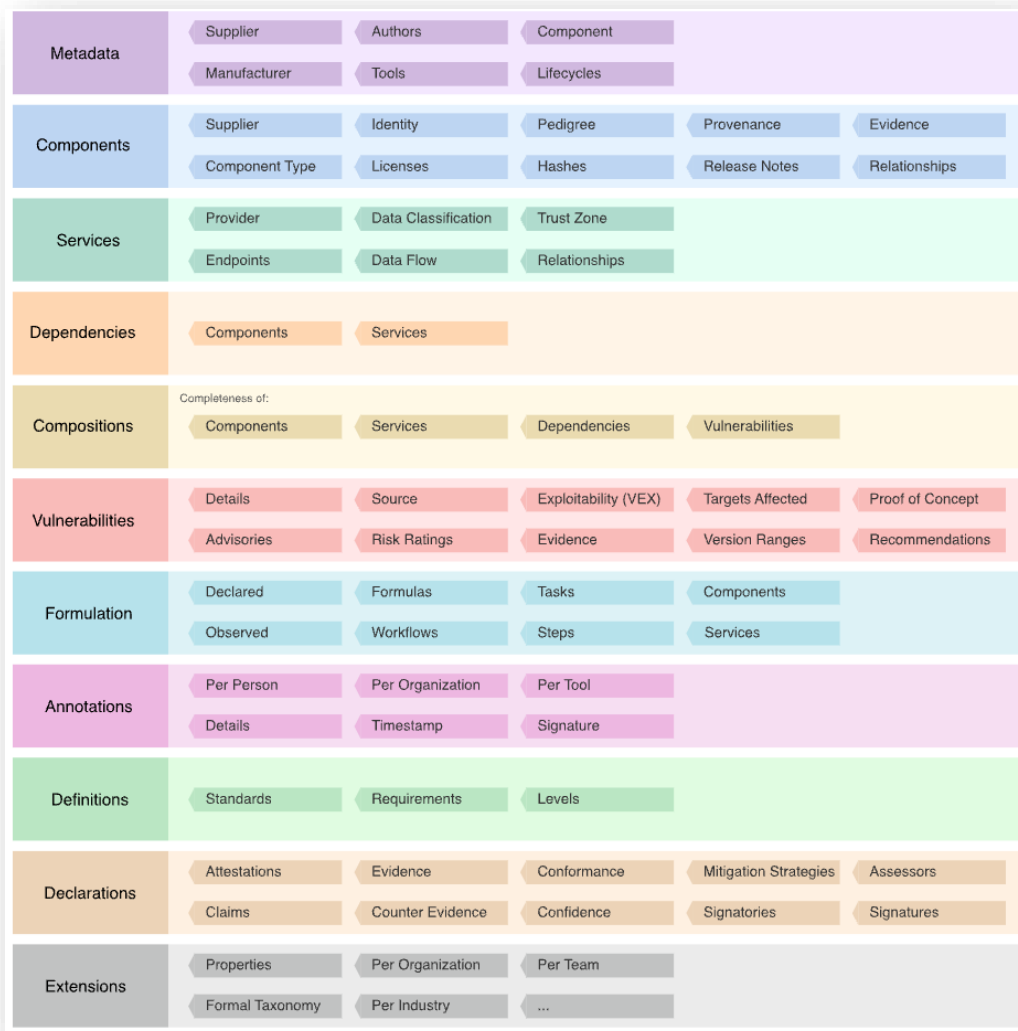 Metadata
Supplier Authors Component
Manufacturer Tools Lifecycles
Components
Supplier Identity Pedigree Provenance Evidence
Component Type Licenses Hashes Release Notes Relationships
Services
Provider Data Classification Trust Zone
Endpoints Data Flow Relationships
Dependencies
Components Services
Compositions
Completeness of:
Components Services Dependencies Vulnerabilities
Vulnerabilities
Details Source Exploitability (VEX) Targets Affected Proof of Concept
Advisories Risk Ratings Evidence Version Ranges Recommendations
Formulation
Declared Formulas Tasks Components
Observed Workflows Steps Services
Annotations
Per Person Per Organization Per Tool
Details Timestamp Signature
Definitions
Standards Requirements Levels
Declarations
Attestations Evidence Conformance Mitigation Strategies Assessors
Claims Counter Evidence Confidence Signatories Signatures
Extensions
Properties Per Organization Per Team
Formal Taxonomy Per Industry ...